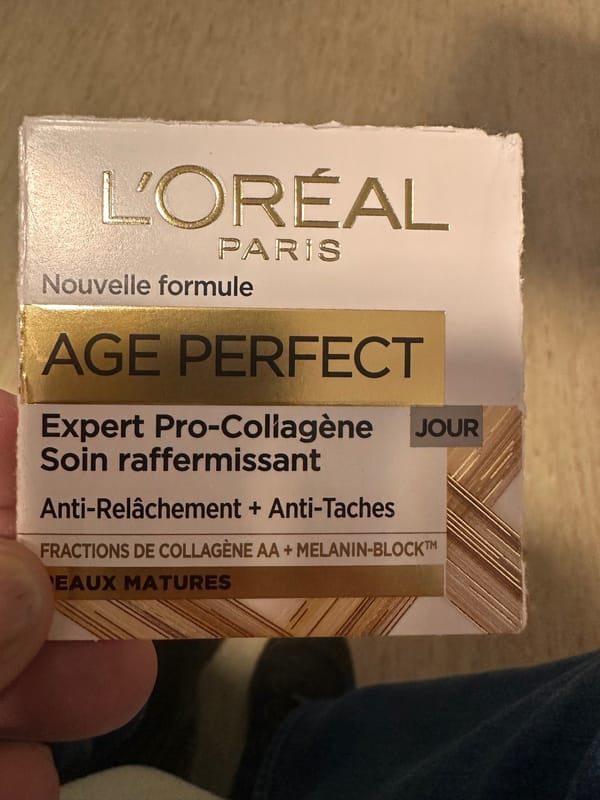 L'ORÉAL
PARIS
Nouvelle formule
AGE PERFECT
Expert Pro-Collagène
JOUR
Soin raffermissant
Anti-Relâchement + Anti-Taches
FRACTIONS DE COLLAGÈNE AA + MELANIN-BLOCK™
PEAUX MATURES